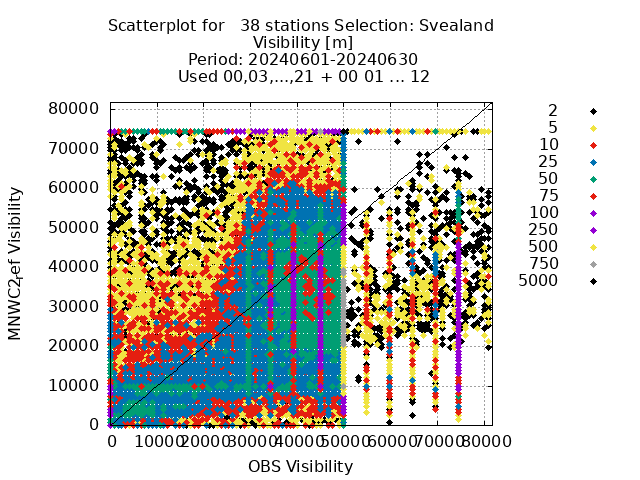 Scatterplot for   38 stations Selection: Svealand
Visibility [m]
Period: 20240601-20240630
Used 00,03,...,21 + 00 01 ... 12
80000
70000
60000
50000
40000
30000
20000
10000
0
MNWC2_ref Visibility
0 10000 20000 30000 40000 50000 60000 70000 80000
OBS Visibility
2
5
10
25
50
75
100
250
500
750
5000